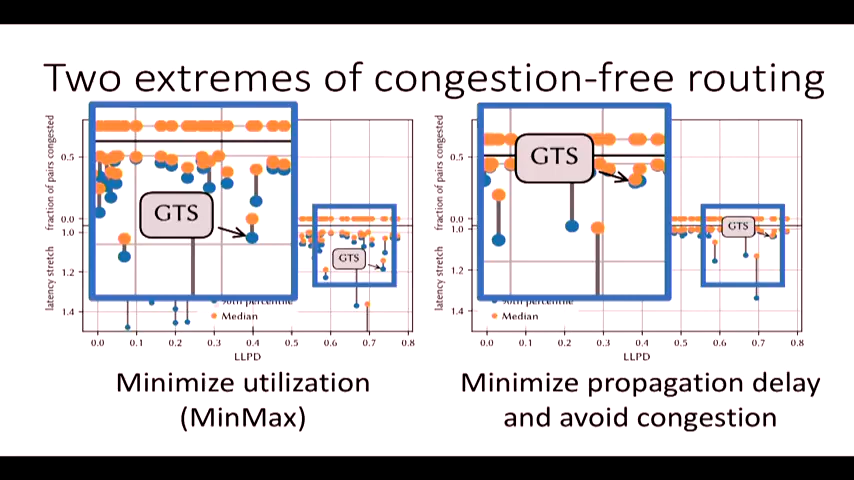 Two extremes of congestion-free routing
fraction of pairs congested
0.5
0.0
latency stretch
1.0
1.2
1.4
GTS
GTS
percentile
Median
0.0 0.1 0.2 0.3 0.4 0.5 0.6 0.7 0.8
LLPD
Minimize utilization
(MinMax)
fraction of pairs congested
0.5
0.0
latency stretch
1.0
1.2
1.4
GTS
GTS
percentile
Median
0.0 0.1 0.2 0.3 0.4 0.5 0.6 0.7 0.8
LLPD
Minimize propagation delay
and avoid congestion